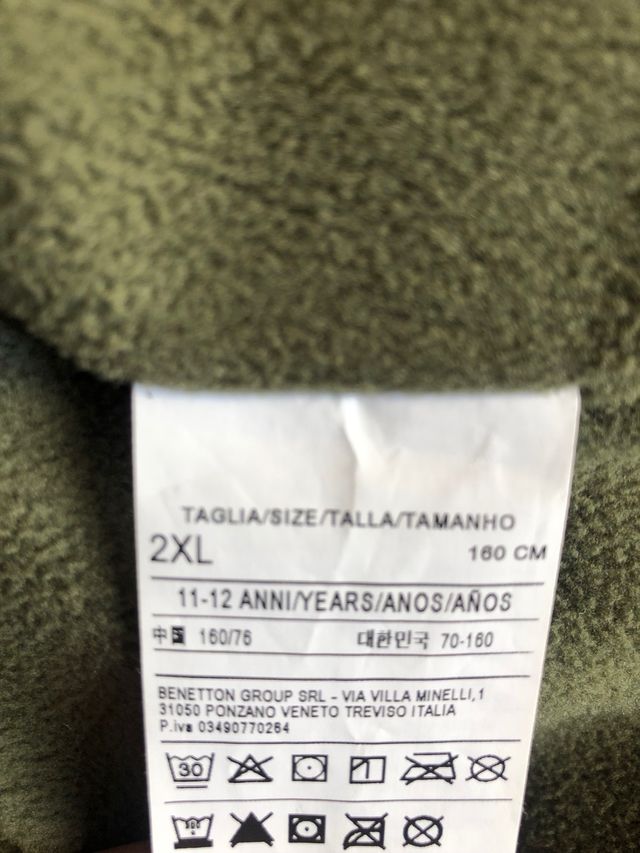 TAGLIA/SIZE/TALLA/TAMANHO
2XL 160 CM
11-12 ANNI/YEARS/ANOS/AÑOS
中国 160/76 대한민국 70-160
BENETTON GROUP SRL - VIA VILLA MINELLI,1
31050 PONZANO VENETO TREVISO ITALIA
P.iva 03490770264
30